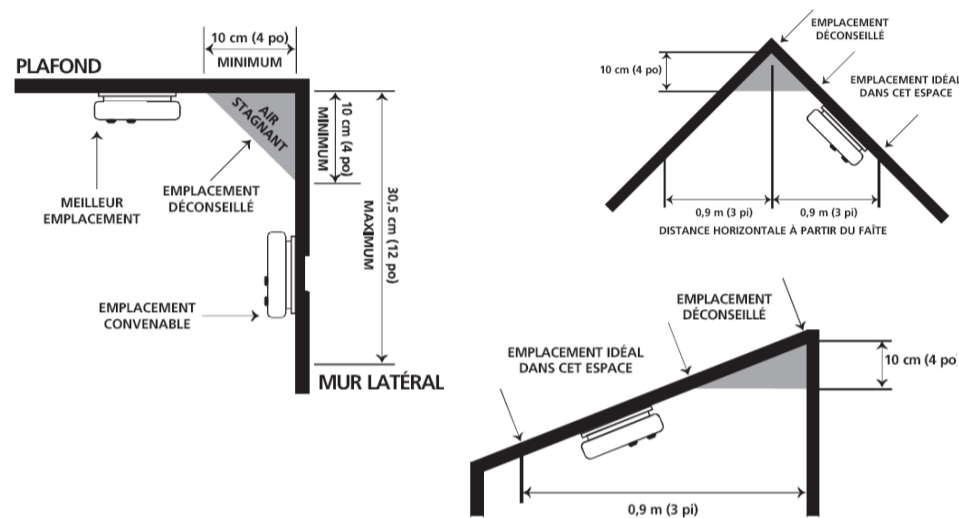 10 cm (4 po)
MINIMUM
PLAFOND
AIR
STAGNANT
10 cm (4 po)
MINIMUM
30,5 cm (12 po)
MAXIMUM
MEILLEUR
EMPLACEMENT
EMPLACEMENT
DÉCONSEILLÉ
EMPLACEMENT
CONVENABLE
MUR LATÉRAL
EMPLACEMENT
DÉCONSEILLÉ
10 cm (4 po)
EMPLACEMENT IDÉAL
DANS CET ESPACE
0,9 m (3 pi)
0,9 m (3 pi)
DISTANCE HORIZONTALE À PARTIR DU FAÎTE
EMPLACEMENT
DÉCONSEILLÉ
EMPLACEMENT IDÉAL
DANS CET ESPACE
10 cm (4 po
0,9 m (3 pi)